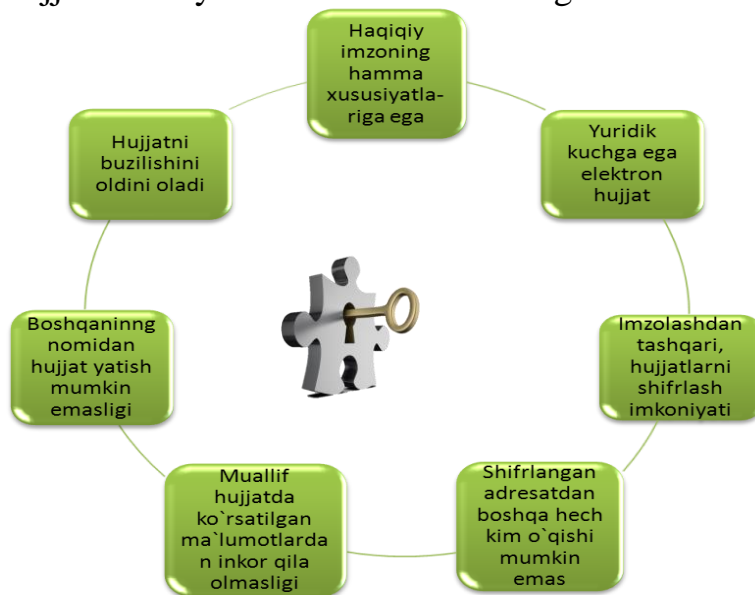 Haqiqiy
imzoning
hamma
xususiyatla-
riga ega
Yuridik
kuchga ega
elektron
hujjat
Imzolashdan
tashqari,
hujjatlarni
shifrlash
imkoniyati
Shifrlangan
adresatdan
boshqa hech
kim o`qishi
mumkin
emas
Muallif
hujjatda
ko`rsatilgan
ma`lumotlarda
n inkor qila
olmasligi
Boshqaninng
nomidan
hujjat yatish
mumkin
emasligi
Hujjatni
buzilishini
oldini oladi